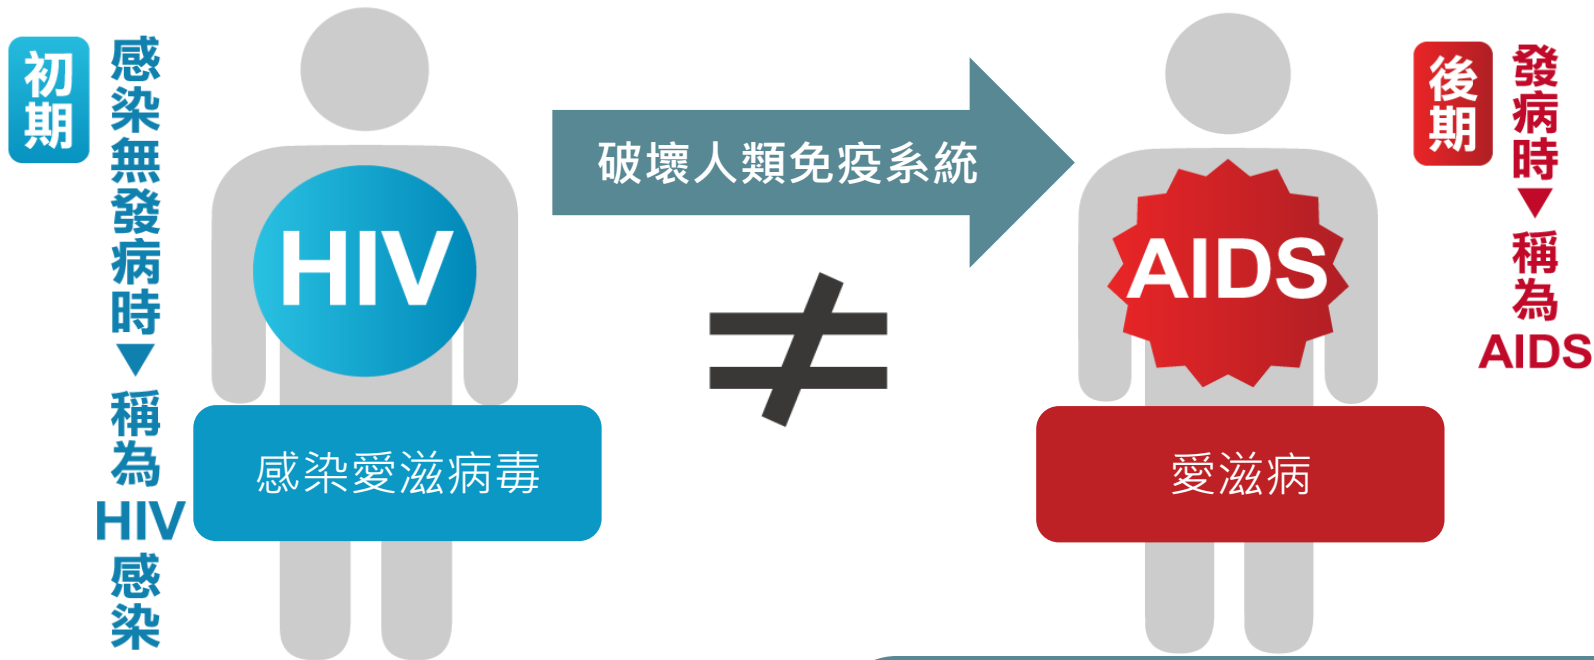 初期
感染無發病時▼稱為HIV感染
HIV
感染愛滋病毒
破壞人類免疫系統
≠
AIDS
愛滋病
後期
發病時▼稱為AIDS